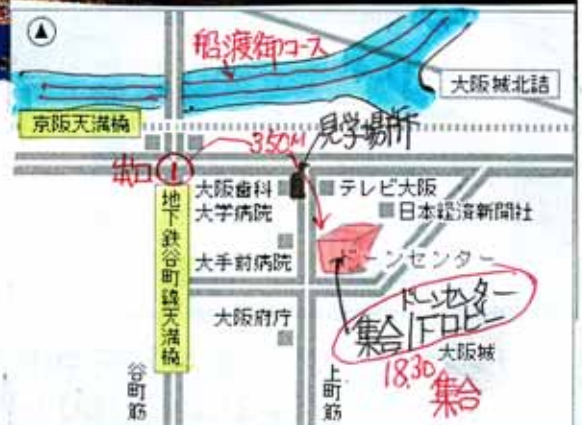 船渡御コース
大阪城北詰
京阪天満橋
350M
見学場所
出口
1
大阪歯科
大学病院
テレビ大阪
日本経済新聞社
地下鉄谷町線天満橋
大手前病院
ドーンセンター
ドーンセンター
集合1Fロビー
大阪府庁
大阪城
18,30
集合
谷町筋
上町筋